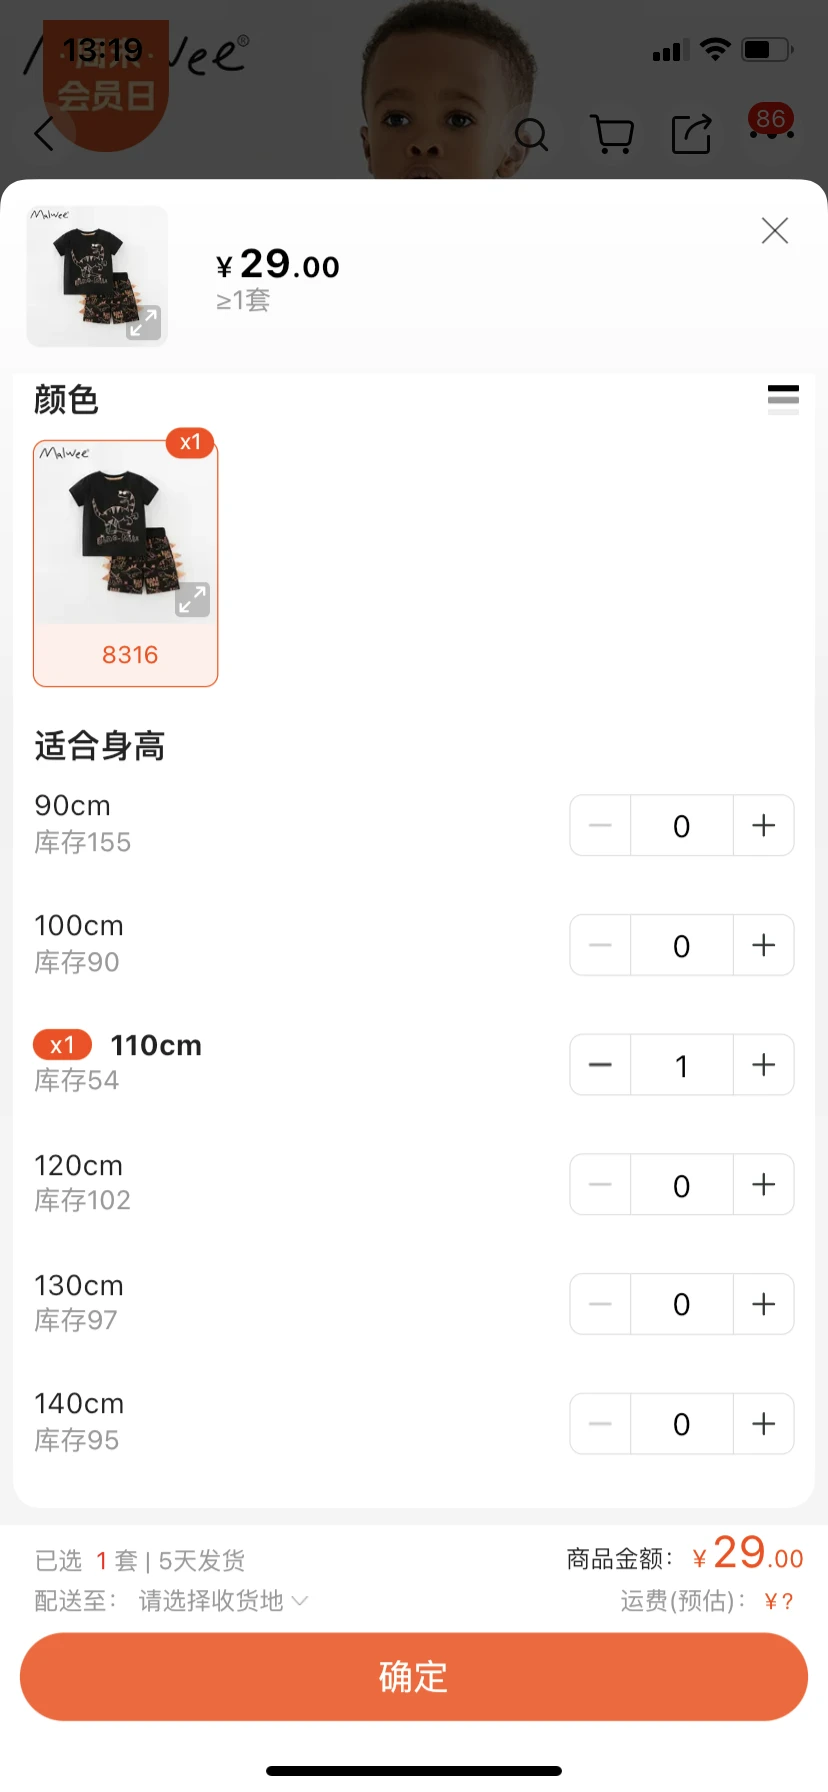 13:19
会员日
86
Malwee
¥29.00
≥1套
颜色
x1
Malwee
8316
适合身高
90cm
库存155
0
100cm
库存90
0
x1 110cm
库存54
1
120cm
库存102
0
130cm
库存97
0
140cm
库存95
0
已选 1 套 | 5天发货
商品金额: ¥29.00
配送至: 请选择收货地
运费(预估): ¥?
确定